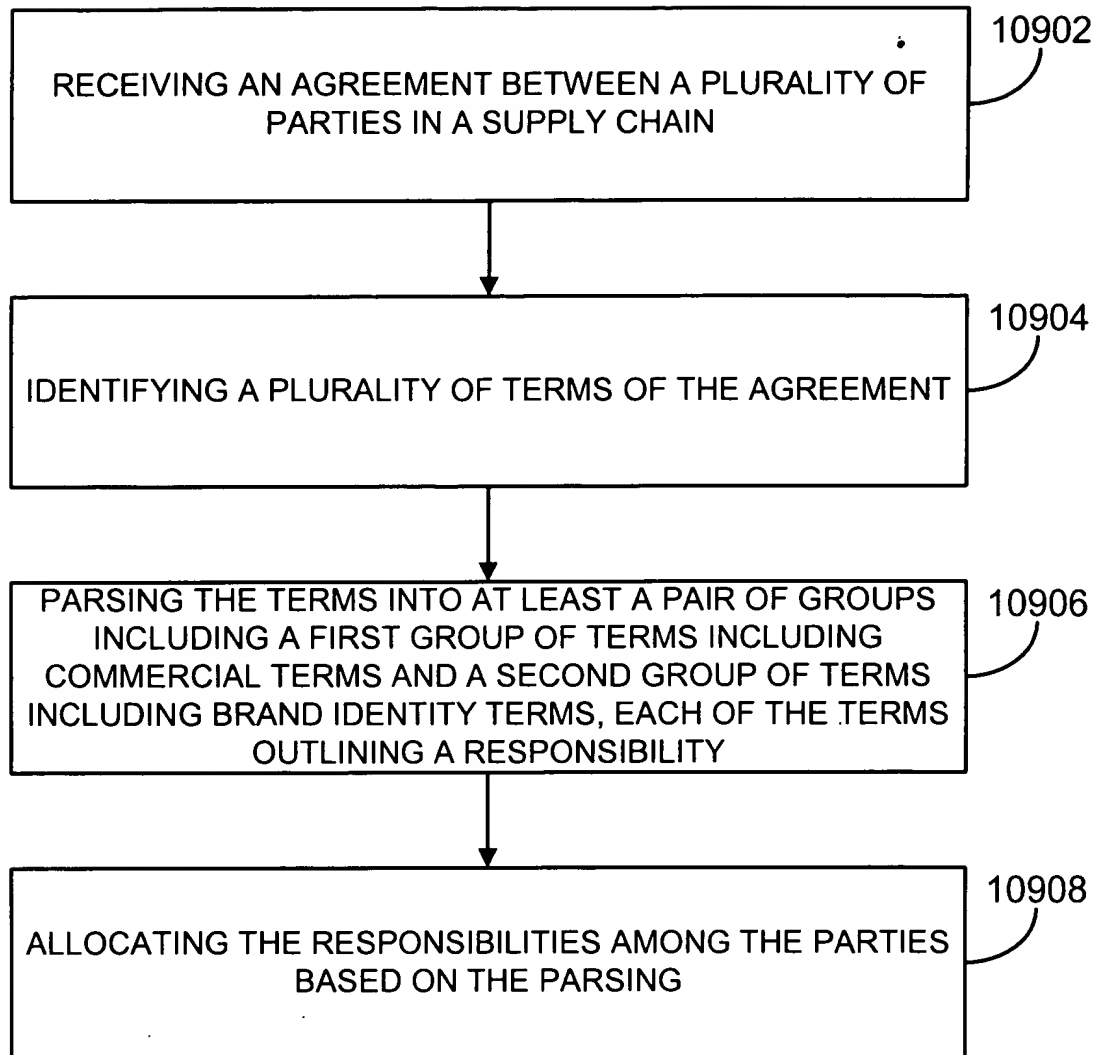 10902
RECEIVING AN AGREEMENT BETWEEN A PLURALITY OF
PARTIES IN A SUPPLY CHAIN
10904
IDENTIFYING A PLURALITY OF TERMS OF THE AGREEMENT
10906
PARSING THE TERMS INTO AT LEAST A PAIR OF GROUPS
INCLUDING A FIRST GROUP OF TERMS INCLUDING
COMMERCIAL TERMS AND A SECOND GROUP OF TERMS
INCLUDING BRAND IDENTITY TERMS, EACH OF THE TERMS
OUTLINING A RESPONSIBILITY
10908
ALLOCATING THE RESPONSIBILITIES AMONG THE PARTIES
BASED ON THE PARSING